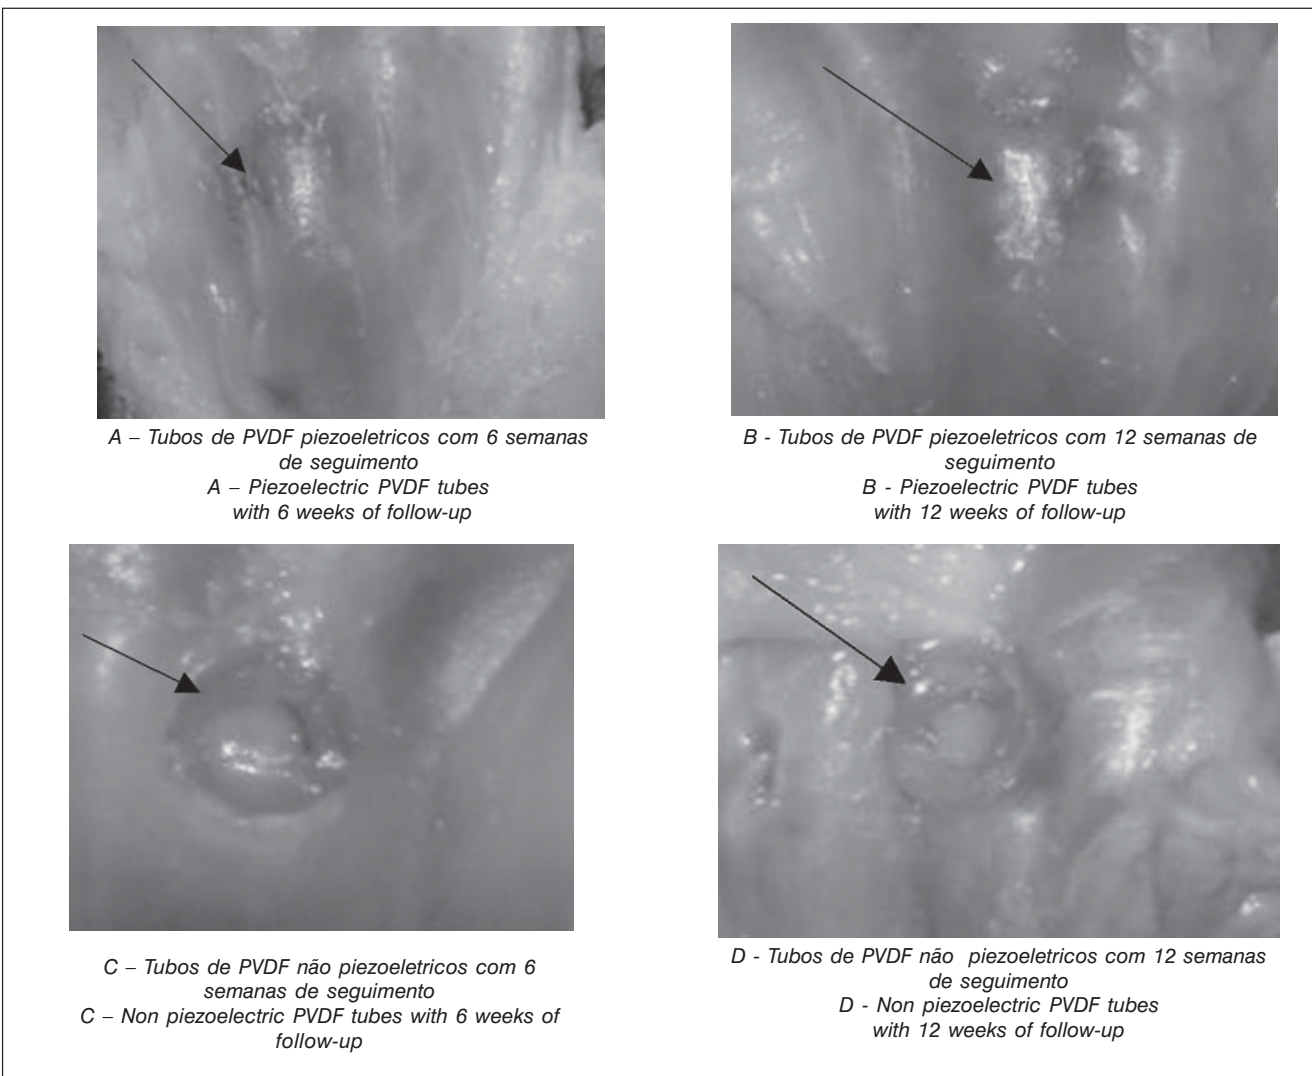 A – Tubos de PVDF piezoeletricos com 6 semanas
de seguimento
A – Piezoelectric PVDF tubes
with 6 weeks of follow-up
B - Tubos de PVDF piezoeletricos com 12 semanas de
seguimento
B - Piezoelectric PVDF tubes
with 12 weeks of follow-up
C – Tubos de PVDF não piezoeletricos com 6
semanas de seguimento
C – Non piezoelectric PVDF tubes with 6 weeks of
follow-up
D - Tubos de PVDF não piezoeletricos com 12 semanas
de seguimento
D - Non piezoelectric PVDF tubes
with 12 weeks of follow-up